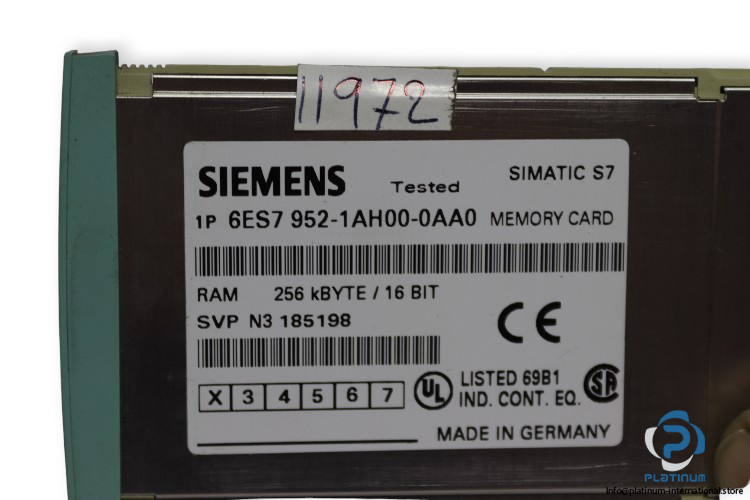 11972
SIEMENS Tested SIMATIC S7
1P 6ES7 952-1AH00-0AA0 MEMORY CARD
RAM 256 kBYTE / 16 BIT
SVP N3 185198
CE
X 3 4 5 6 7
UL LISTED 69B1 SA
IND. CONT. EQ.
MADE IN GERMANY
PLATINUM
info@platinum-international.store